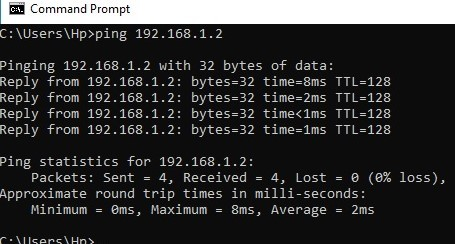 Command Prompt
C:\Users\Hp>ping 192.168.1.2
Pinging 192.168.1.2 with 32 bytes of data:
Reply from 192.168.1.2: bytes=32 time=8ms TTL=128
Reply from 192.168.1.2: bytes=32 time=2ms TTL=128
Reply from 192.168.1.2: bytes=32 time<1ms TTL=128
Reply from 192.168.1.2: bytes=32 time=1ms TTL=128
Ping statistics for 192.168.1.2:
Packets: Sent = 4, Received = 4, Lost = 0 (0% loss),
Approximate round trip times in milli-seconds:
Minimum = 0ms, Maximum = 8ms, Average = 2ms
C:\Users\Hp>